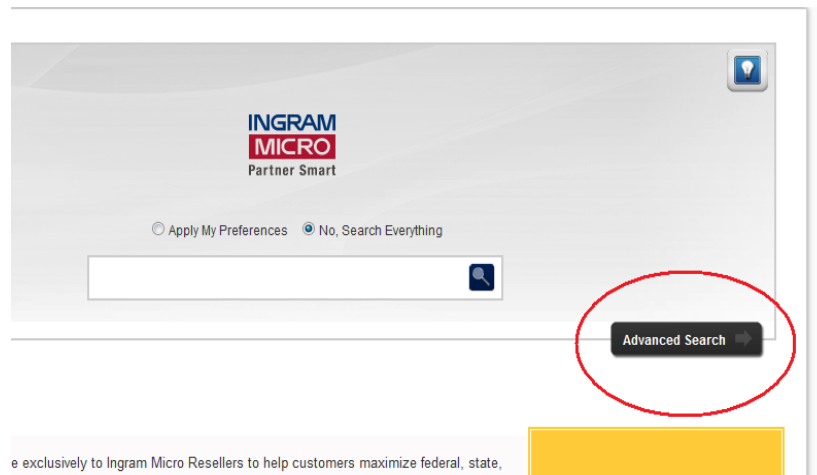 INGRAM
MICRO
Partner Smart
Apply My Preferences No, Search Everything
Advanced Search
e exclusively to Ingram Micro Resellers to help customers maximize federal, state,